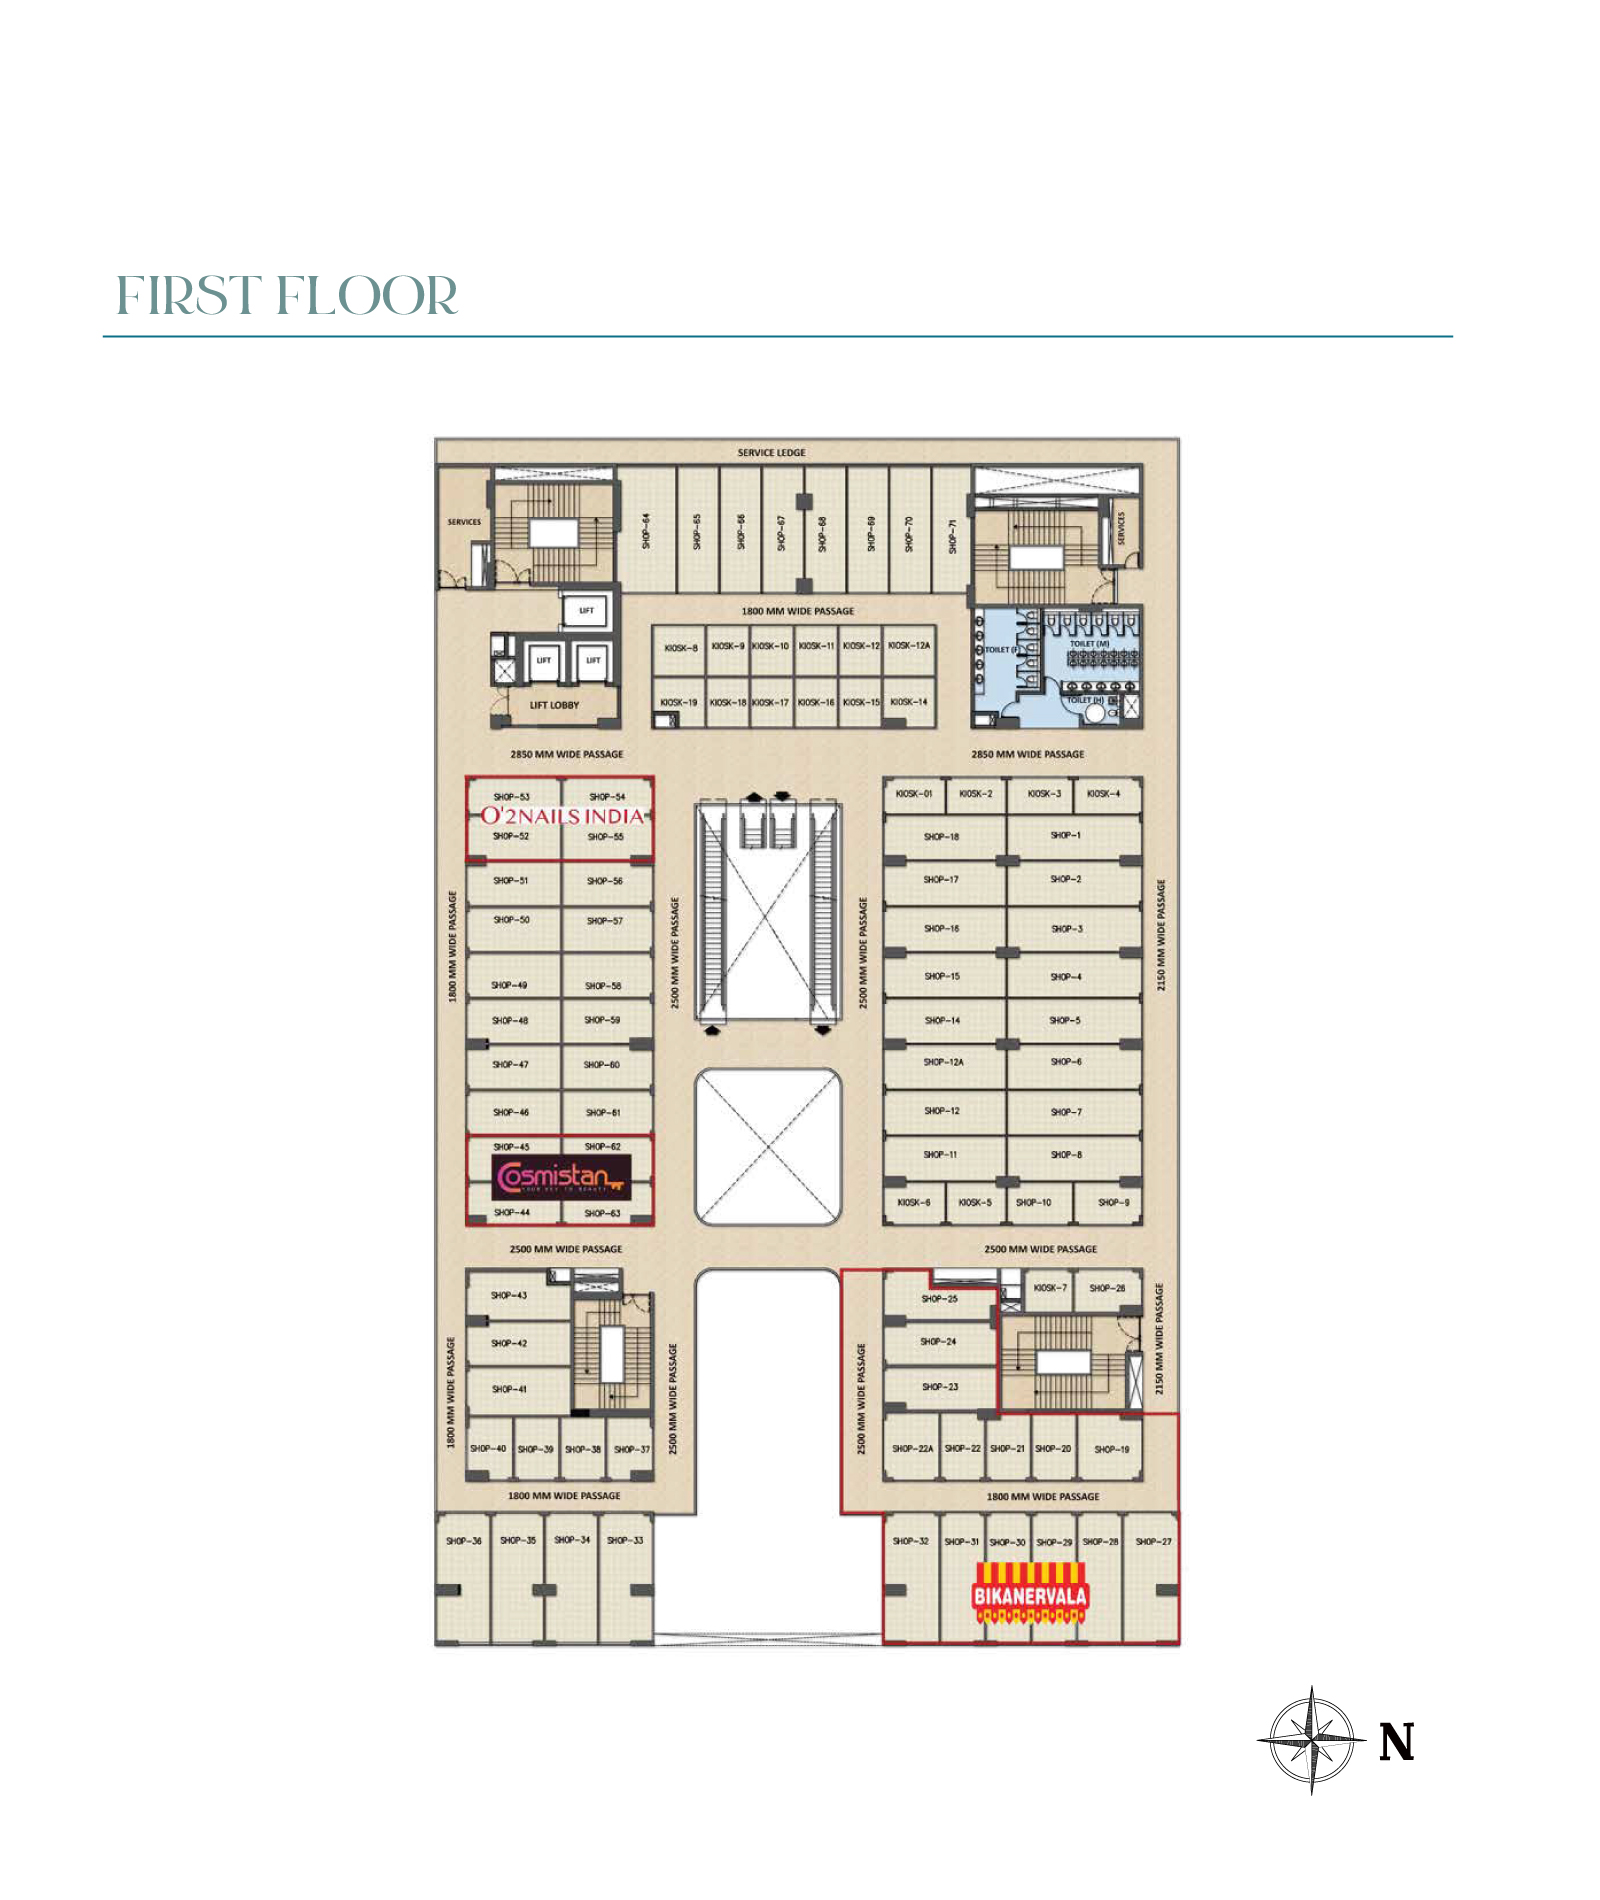 FIRST FLOOR
SERVICE LEDGE
SERVICES
SHOP-64
SHOP-65
SHOP-66
SHOP-67
SHOP-68
SHOP-69
SHOP-70
SHOP-71
SERVICES
LIFT
1800 MM WIDE PASSAGE
LIFT
LIFT
LIFT LOBBY
KIOSK-8
KIOSK-9
KIOSK-10
KIOSK-11
KIOSK-12
KIOSK-12A
KIOSK-19
KIOSK-18
KIOSK-17
KIOSK-16
KIOSK-15
KIOSK-14
TOILET (F)
TOILET (M)
TOILET (H)
2850 MM WIDE PASSAGE
2850 MM WIDE PASSAGE
SHOP-53
SHOP-54
O'2NAILS INDIA
SHOP-52
SHOP-55
SHOP-51
SHOP-56
SHOP-50
SHOP-57
SHOP-49
SHOP-58
SHOP-48
SHOP-59
SHOP-47
SHOP-60
SHOP-46
SHOP-61
SHOP-45
SHOP-62
Cosmistan
YOUR KEY TO BEAUTY
SHOP-44
SHOP-63
1800 MM WIDE PASSAGE
2500 MM WIDE PASSAGE
2500 MM WIDE PASSAGE
2150 MM WIDE PASSAGE
KIOSK-01
KIOSK-2
KIOSK-3
KIOSK-4
SHOP-18
SHOP-1
SHOP-17
SHOP-2
SHOP-16
SHOP-3
SHOP-15
SHOP-4
SHOP-14
SHOP-5
SHOP-12A
SHOP-6
SHOP-12
SHOP-7
SHOP-11
SHOP-8
KIOSK-6
KIOSK-5
SHOP-10
SHOP-9
2500 MM WIDE PASSAGE
2500 MM WIDE PASSAGE
SHOP-43
SHOP-42
SHOP-41
SHOP-40
SHOP-39
SHOP-38
SHOP-37
1800 MM WIDE PASSAGE
2500 MM WIDE PASSAGE
2500 MM WIDE PASSAGE
2150 MM WIDE PASSAGE
SHOP-25
KIOSK-7
SHOP-26
SHOP-24
SHOP-23
SHOP-22A
SHOP-22
SHOP-21
SHOP-20
SHOP-19
1800 MM WIDE PASSAGE
1800 MM WIDE PASSAGE
SHOP-36
SHOP-35
SHOP-34
SHOP-33
SHOP-32
SHOP-31
SHOP-30
SHOP-29
SHOP-28
SHOP-27
BIKANERVALA
N